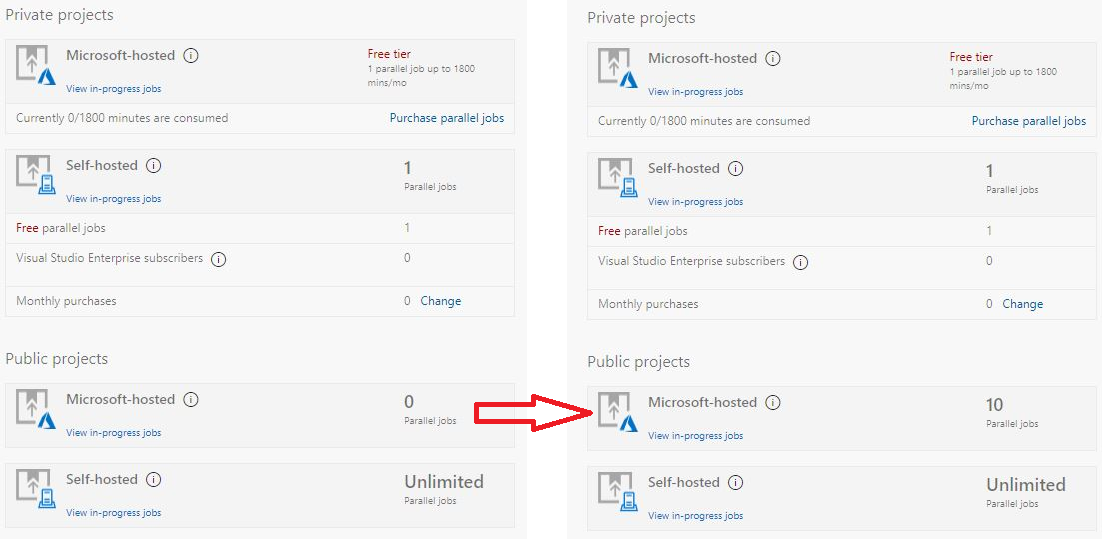 Private projects
Microsoft-hosted
Free tier
1 parallel job up to 1800
mins/mo
View in-progress jobs
Currently 0/1800 minutes are consumed
Purchase parallel jobs
Self-hosted
1
Parallel jobs
View in-progress jobs
Free parallel jobs 1
Visual Studio Enterprise subscribers 0
Monthly purchases 0 Change
Public projects
Microsoft-hosted
0
Parallel jobs
View in-progress jobs
Self-hosted
Unlimited
Parallel jobs
View in-progress jobs
Private projects
Microsoft-hosted
Free tier
1 parallel job up to 1800
mins/mo
View in-progress jobs
Currently 0/1800 minutes are consumed
Purchase parallel jobs
Self-hosted
1
Parallel jobs
View in-progress jobs
Free parallel jobs 1
Visual Studio Enterprise subscribers 0
Monthly purchases 0 Change
Public projects
Microsoft-hosted
10
Parallel jobs
View in-progress jobs
Self-hosted
Unlimited
Parallel jobs
View in-progress jobs